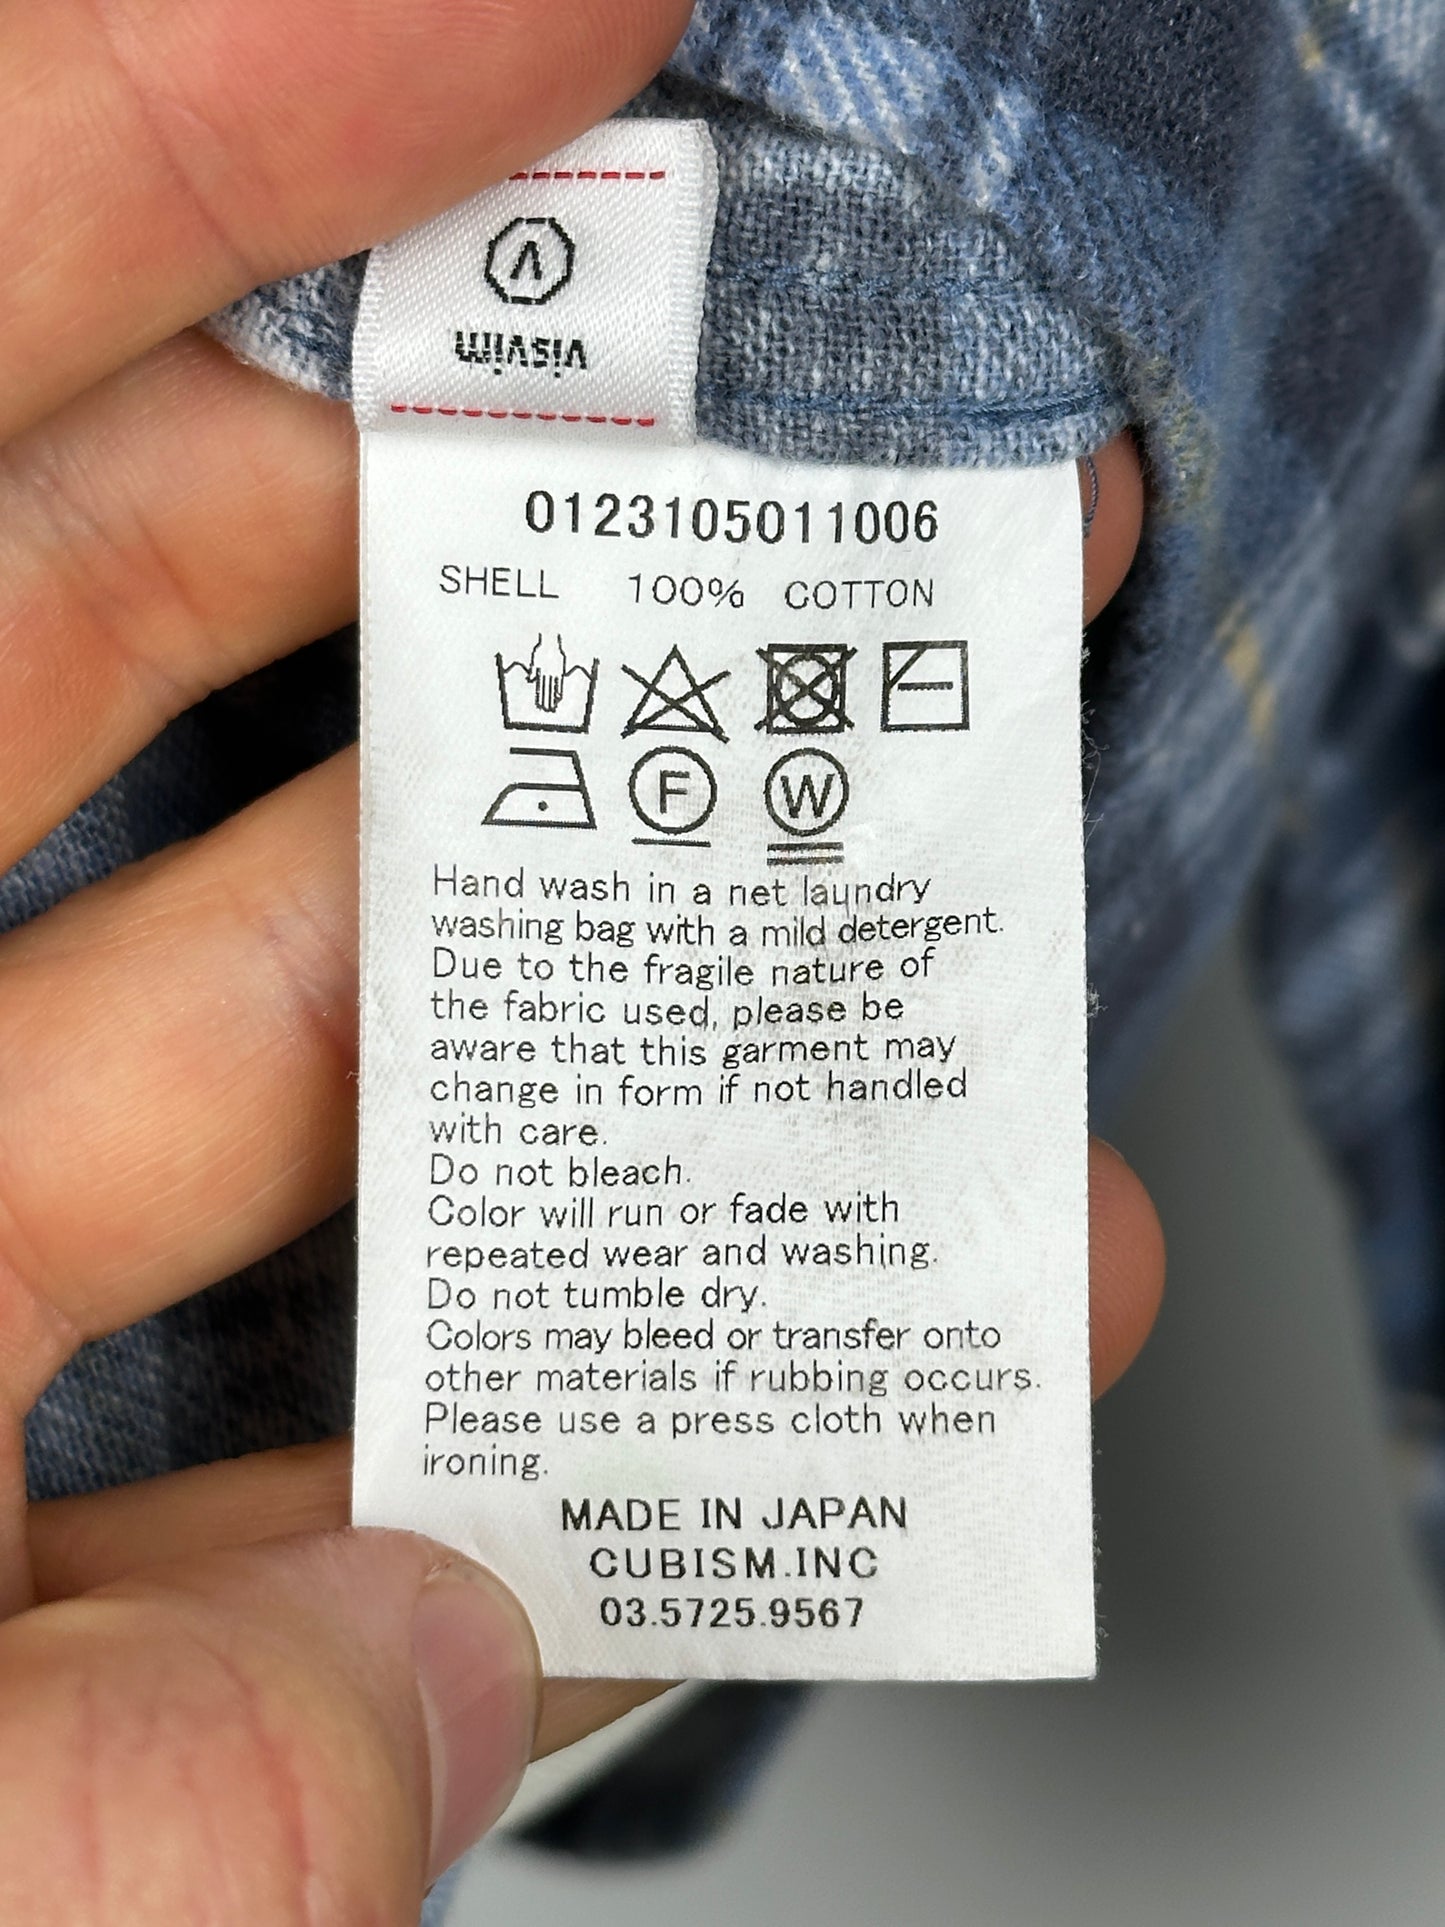 visvim
0123105011006
SHELL 100% COTTON
F W
Hand wash in a net laundry
washing bag with a mild detergent.
Due to the fragile nature of
the fabric used, please be
aware that this garment may
change in form if not handled
with care.
Do not bleach.
Color will run or fade with
repeated wear and washing.
Do not tumble dry.
Colors may bleed or transfer onto
other materials if rubbing occurs.
Please use a press cloth when
ironing.
MADE IN JAPAN
CUBISM.INC
03.5725.9567